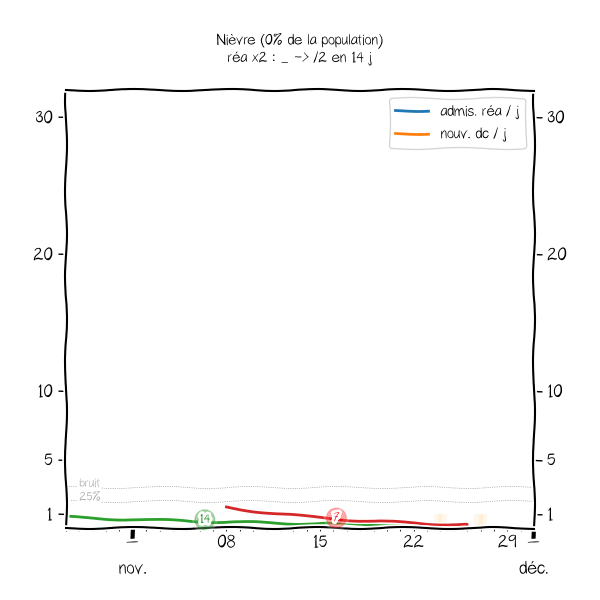 Nièvre (0% de la population)
réa x2 : _ -> /2 en 14 j
admis. réa / j
nouv. dc / j
30
30
20
20
10
10
5
5
bruit
25%
1
1
14
7
08
15
22
29
nov.
déc.